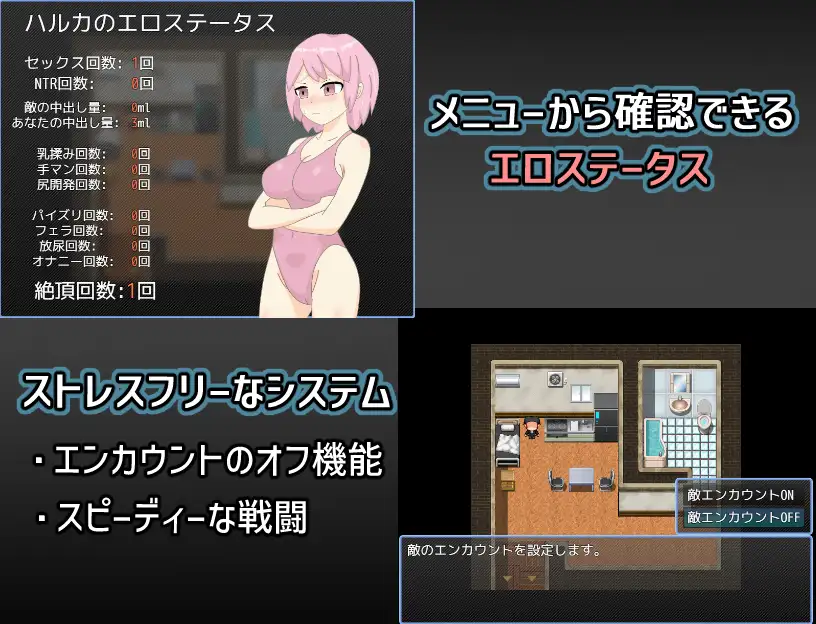 ハルカのエロステータス
セックス回数: 1回
NTR回数: 0回
敵の中出し量: 0ml
あなたの中出し量: 3ml
乳揉み回数: 0回
手マン回数: 0回
尻開発回数: 0回
パイズリ回数: 0回
フェラ回数: 0回
放尿回数: 0回
オナニー回数: 0回
絶頂回数:1回
メニューから確認できる
エロステータス
ストレスフリーなシステム
・エンカウントのオフ機能
・スピーディーな戦闘
敵エンカウントON
敵エンカウントOFF
敵のエンカウントを設定します。